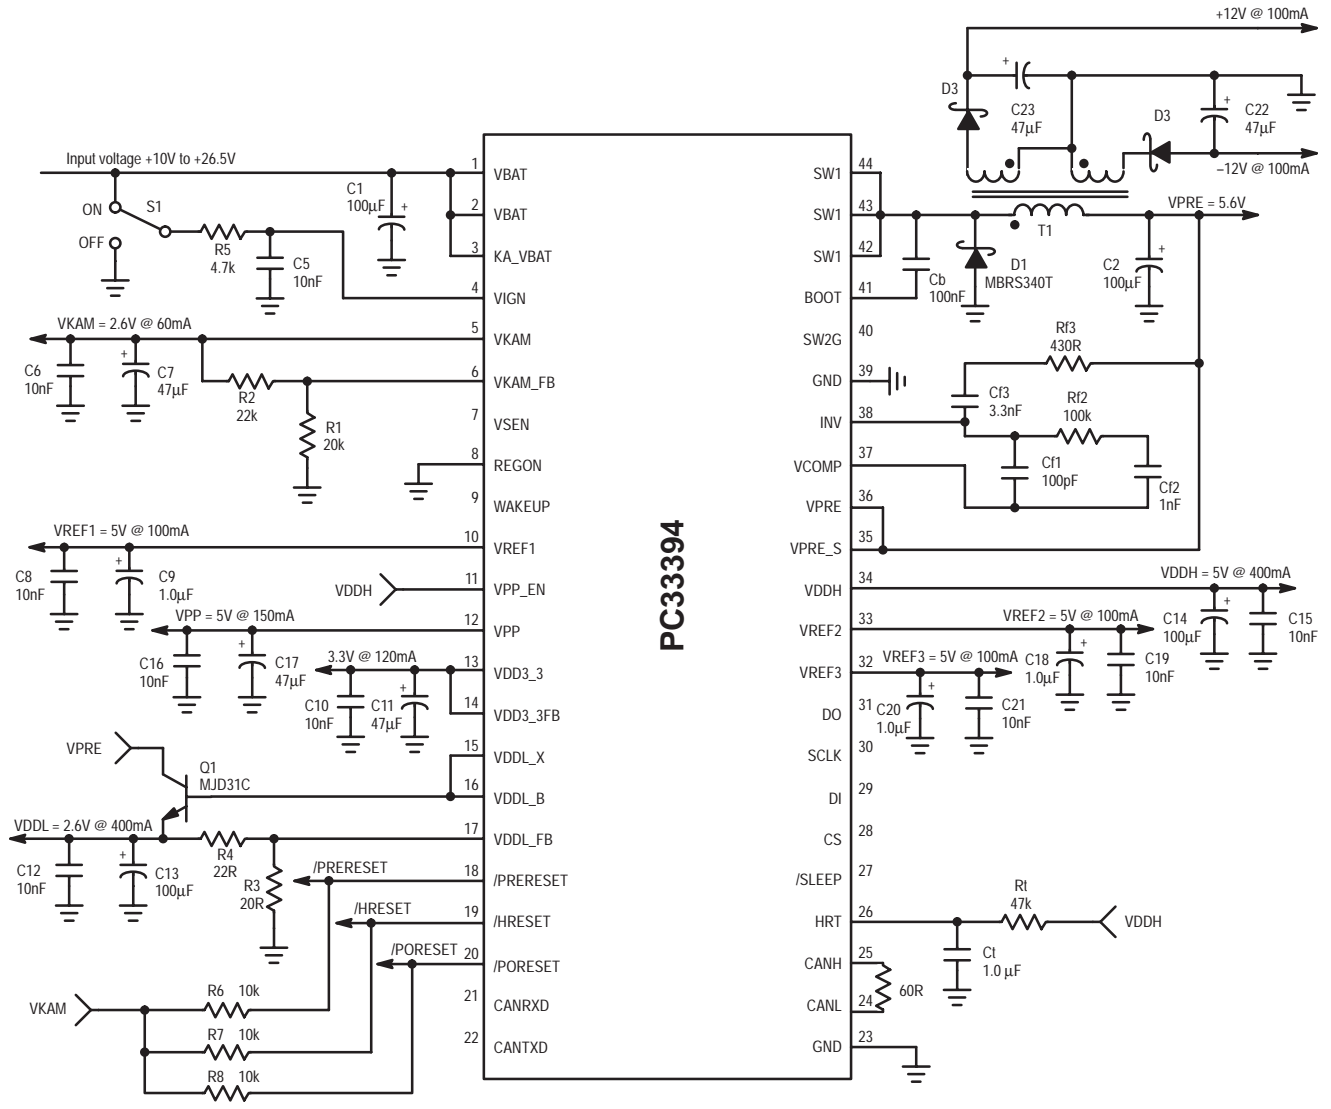 +12V @ 100mA
+
D3
C23
47µF
D3
+
C22
47µF
–12V @ 100mA
Input voltage +10V to +26.5V
ON
S1
OFF
R5
4.7k
C5
10nF
C1
100µF
+
1
VBAT
2
VBAT
3
KA_VBAT
4
VIGN
VKAM = 2.6V @ 60mA
5
VKAM
C6
10nF
+
C7
47µF
R2
22k
6
VKAM_FB
R1
20k
7
VSEN
8
REGON
9
WAKEUP
VREF1 = 5V @ 100mA
10
VREF1
C8
10nF
+
C9
1.0µF
VDDH
11
VPP_EN
VPP = 5V @ 150mA
12
VPP
C16
10nF
+
C17
47µF
3.3V @ 120mA
13
VDD3_3
C10
10nF
+
C11
47µF
14
VDD3_3FB
VPRE
15
VDDL_X
Q1
MJD31C
16
VDDL_B
VDDL = 2.6V @ 400mA
17
VDDL_FB
C12
10nF
+
C13
100µF
R4
22R
R3
20R
/PRERESET
18
/PRERESET
/HRESET
19
/HRESET
/PORESET
20
/PORESET
VKAM
R6 10k
R7 10k
R8 10k
21
CANRXD
22
CANTXD
PC33394
44
SW1
43
SW1
42
SW1
41
BOOT
Cb
100nF
D1
MBRS340T
T1
VPRE = 5.6V
C2
100µF
+
40
SW2G
39
GND
38
INV
Rf3
430R
Cf3
3.3nF
Rf2
100k
37
VCOMP
Cf1
100pF
Cf2
1nF
36
VPRE
35
VPRE_S
34
VDDH
VDDH = 5V @ 400mA
C14
100µF
+
C15
10nF
33
VREF2
VREF2 = 5V @ 100mA
C18
1.0µF
+
C19
10nF
32
VREF3
VREF3 = 5V @ 100mA
C20
1.0µF
+
C21
10nF
31
DO
30
SCLK
29
DI
28
CS
27
/SLEEP
26
HRT
Rt
47k
VDDH
Ct
1.0 µF
25
CANH
60R
24
CANL
23
GND